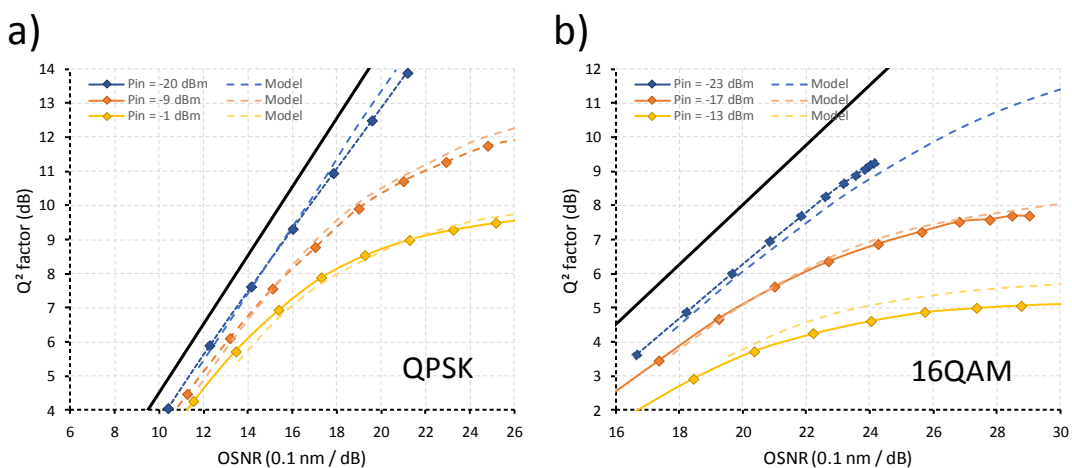 a)
14
13
12
11
10
9
8
7
6
5
4
Q² factor (dB)
Pin = -20 dBm
Model
Pin = -9 dBm
Model
Pin = -1 dBm
Model
QPSK
6 8 10 12 14 16 18 20 22 24 26
OSNR (0.1 nm / dB)
b)
12
11
10
9
8
7
6
5
4
3
2
Q² factor (dB)
Pin = -23 dBm
Model
Pin = -17 dBm
Model
Pin = -13 dBm
Model
16QAM
16 18 20 22 24 26 28 30
OSNR (0.1 nm / dB)